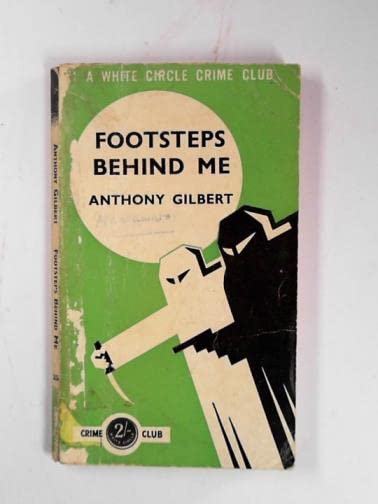 A WHITE CIRCLE CRIME CLUB
FOOTSTEPS
BEHIND ME
ANTHONY GILBERT
CRIME
2/-
CLUB
ANTHONY GILBERT
FOOTSTEPS BEHIND ME